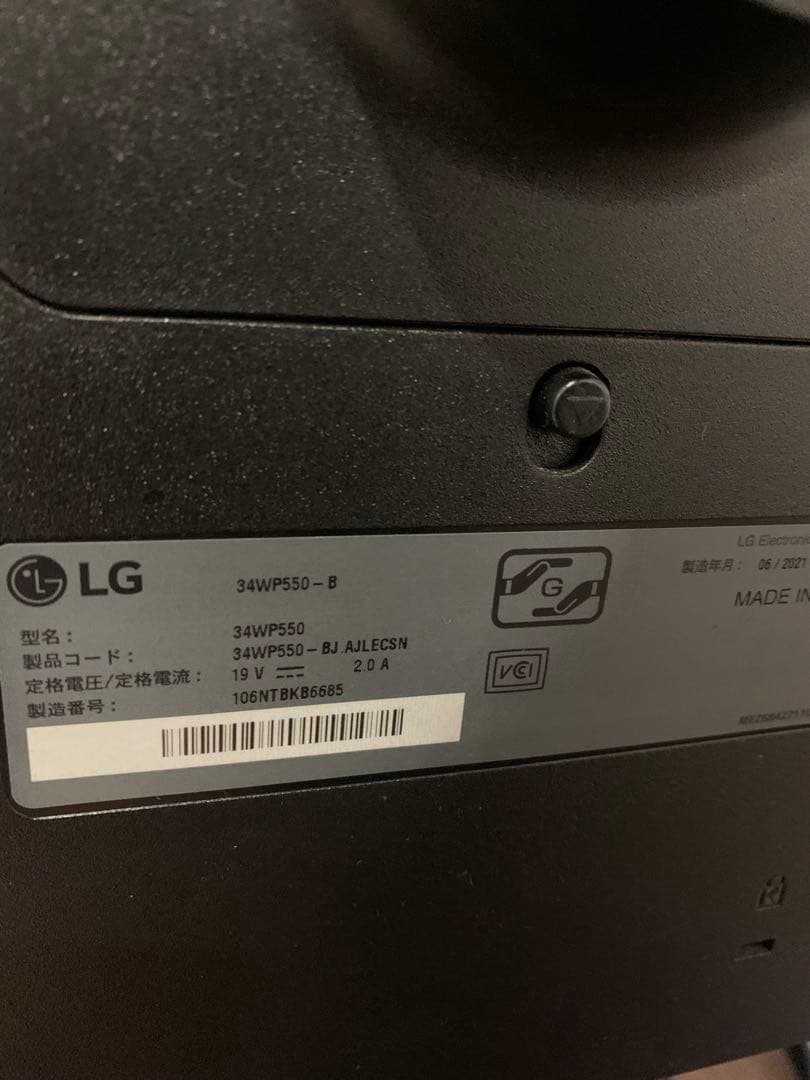 LG
34WP550-B
型名: 34WP550
製品コード: 34WP550-BJ.AJLECSN
定格電圧/定格電流: 19 V 2.0 A
製造番号: 106NTBKB6685
G
VCI
LG Electronic
製造年月: 06/2021
MADE IN